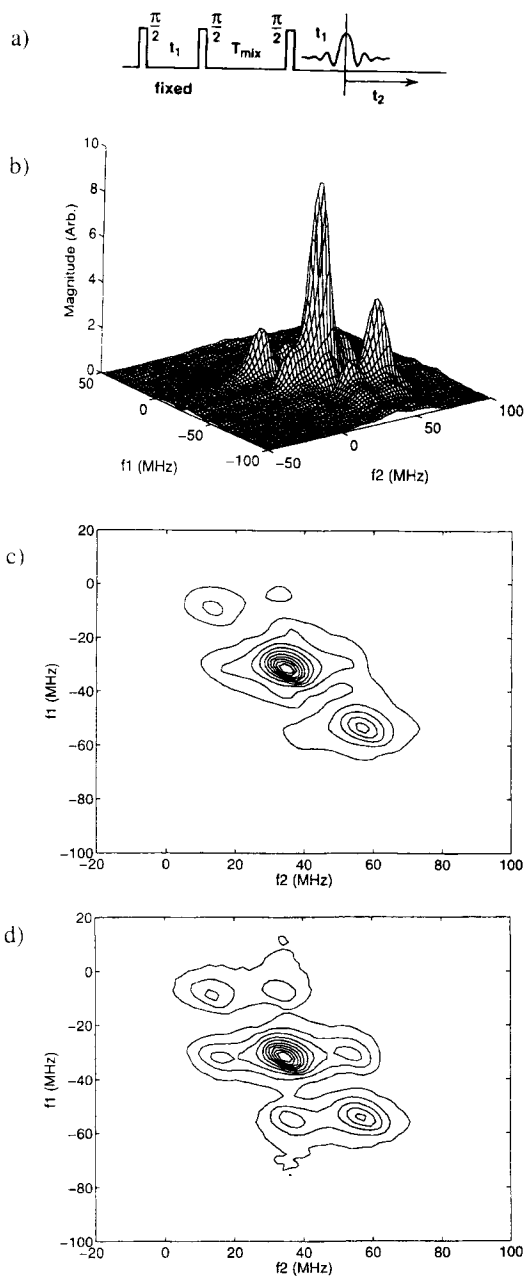 a)
π/2 t₁ π/2 Tmix π/2 t₁
fixed
t₂
b)
10
8
6
4
2
0
Magnitude (Arb.)
50
0
−50
−100
f1 (MHz)
−50
0
50
100
f2 (MHz)
c)
20
0
−20
−40
−60
−80
−100
f1 (MHz)
−20 0 20 40 60 80 100
f2 (MHz)
d)
20
0
−20
−40
−60
−80
−100
f1 (MHz)
−20 0 20 40 60 80 100
f2 (MHz)